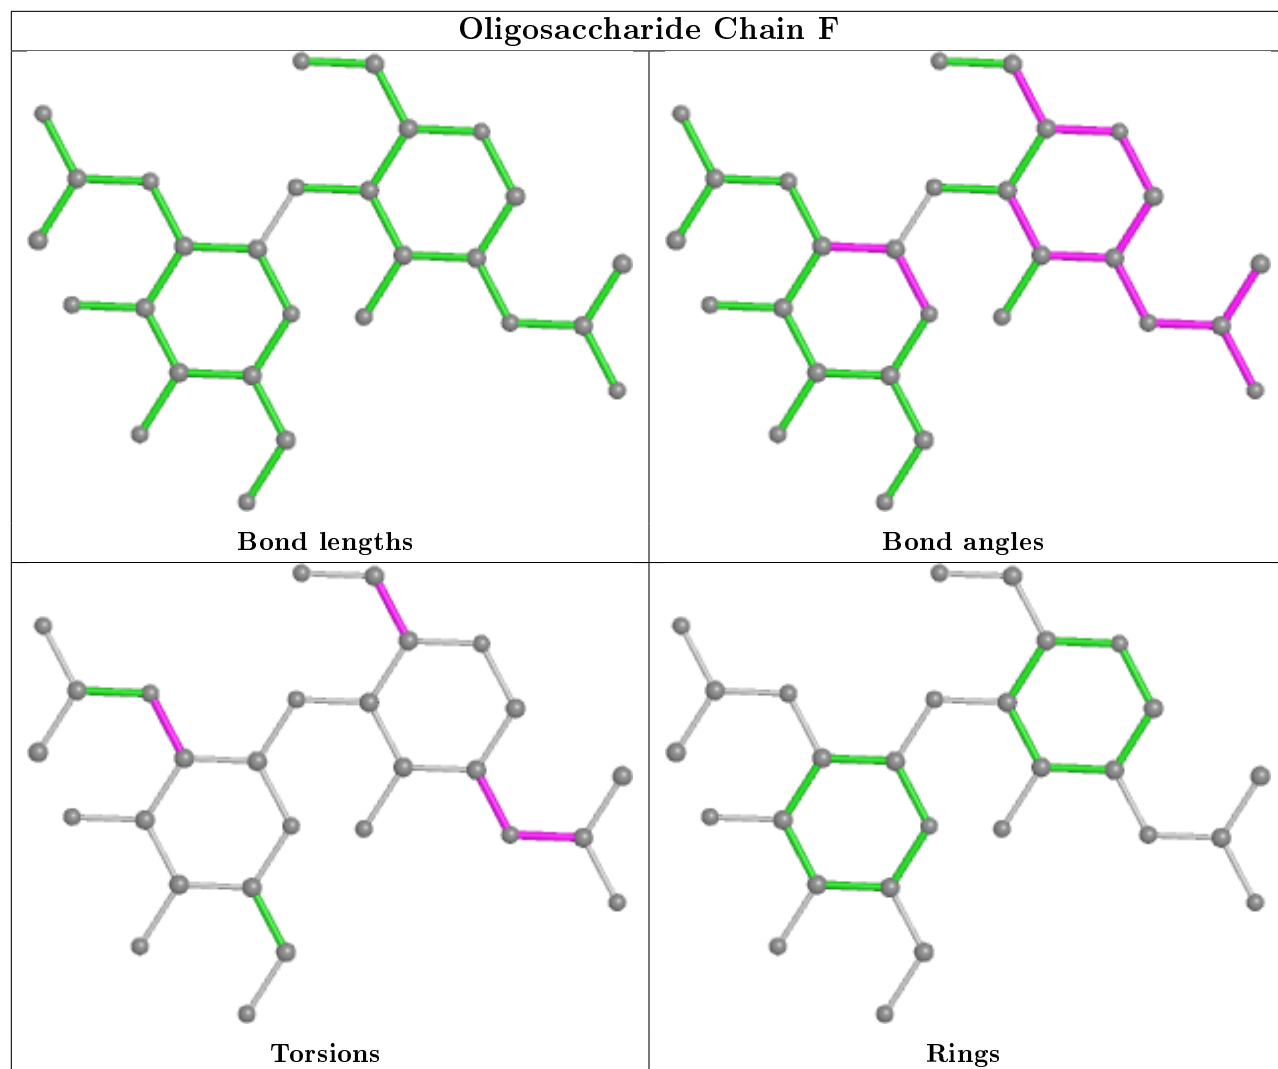 Oligosaccharide Chain F
Bond lengths
Bond angles
Torsions
Rings